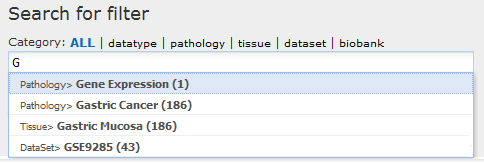 Search for filter
Category: ALL | datatype | pathology | tissue | dataset | biobank
G
Pathology> Gene Expression (1)
Pathology> Gastric Cancer (186)
Tissue> Gastric Mucosa (186)
DataSet> GSE9285 (43)